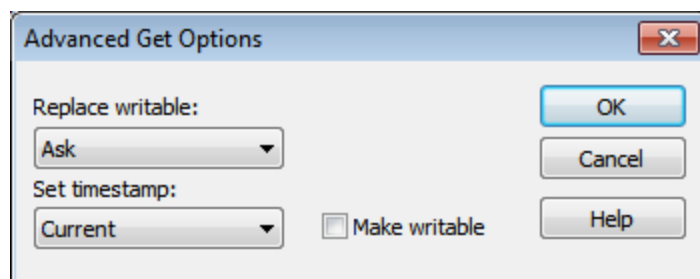 Advanced Get Options
Replace writable:
OK
Ask
Cancel
Set timestamp:
Current
Make writable
Help